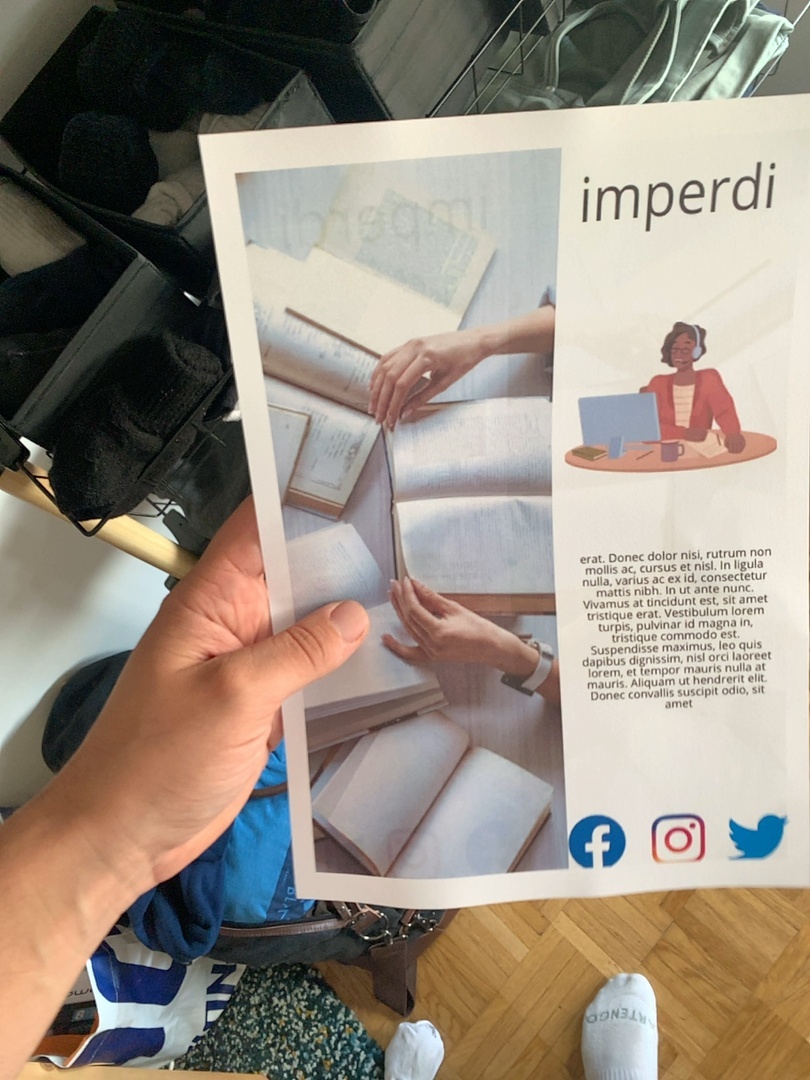 imperdi
erat. Donec dolor nisi, rutrum non
mollis ac, cursus et nisl. In ligula
nulla, varius ac ex id, consectetur
mattis nibh. In ut ante nunc.
Vivamus at tincidunt est, sit amet
tristique erat. Vestibulum lorem
turpis, pulvinar id magna in,
tristique commodo est.
Suspendisse maximus, leo quis
dapibus dignissim, nisl orci laoreet
lorem, et tempor mauris nulla at
mauris. Aliquam ut hendrerit elit.
Donec convallis suscipit odio, sit
amet
ARTENGO